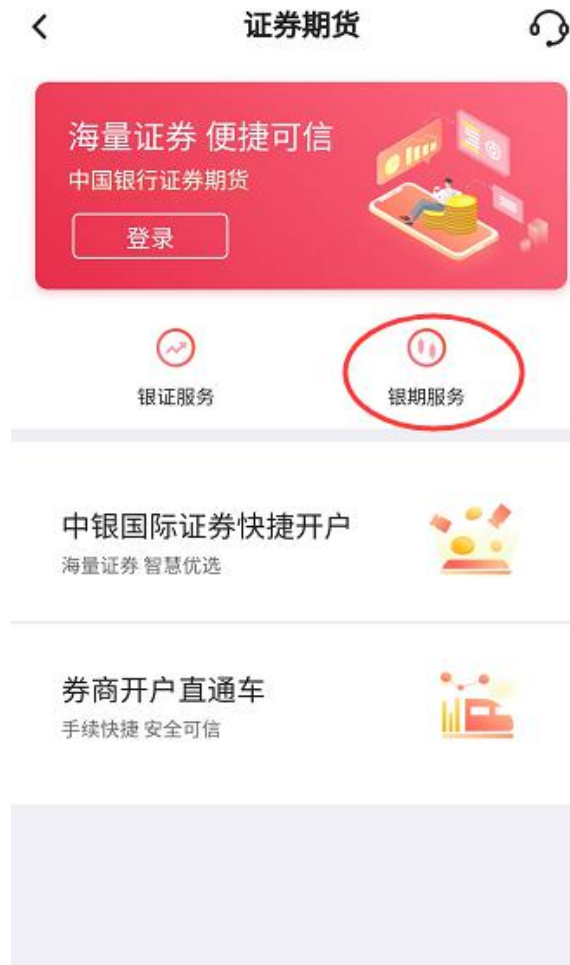 证券期货
海量证券 便捷可信
中国银行证券期货
登录
银证服务
银期服务
中银国际证券快捷开户
海量证券 智慧优选
券商开户直通车
手续快捷 安全可信